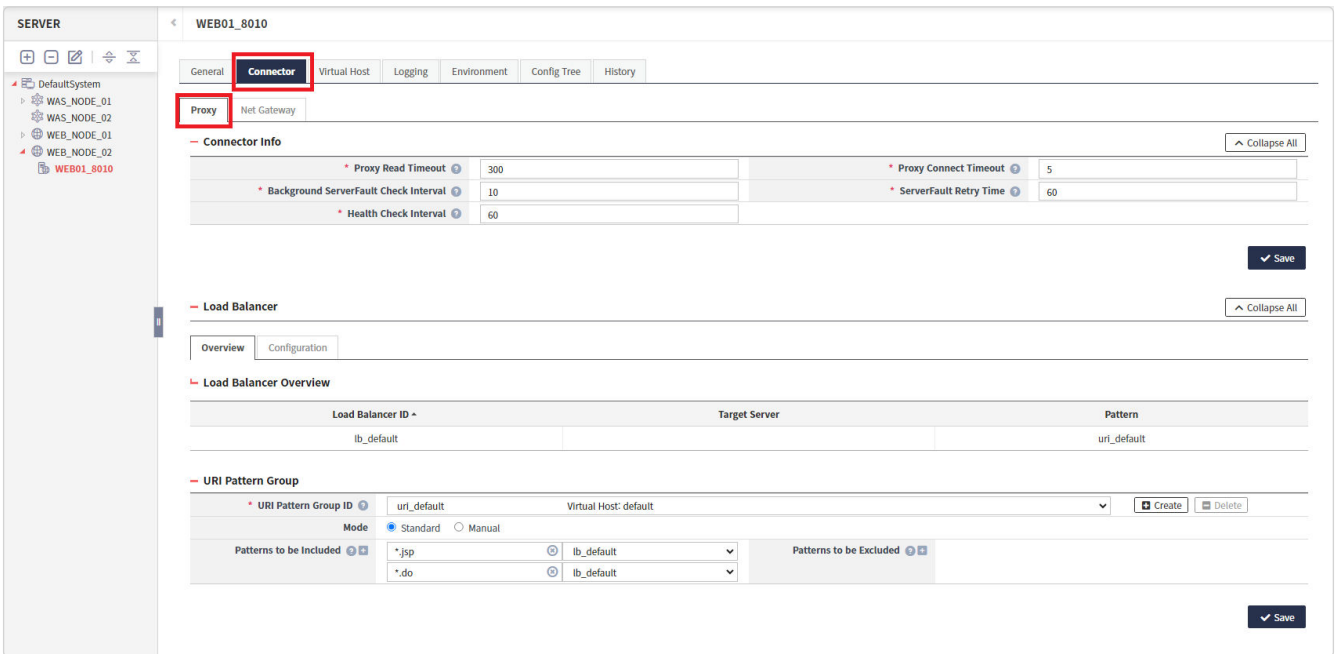 SERVER
WEB01_8010
General Connector Virtual Host Logging Environment Config Tree History
DefaultSystem
WAS_NODE_01
WAS_NODE_02
WEB_NODE_01
WEB_NODE_02
WEB01_8010
Proxy Net Gateway
Connector Info Collapse All
* Proxy Read Timeout 300 * Proxy Connect Timeout 5
* Background ServerFault Check Interval 10 * ServerFault Retry Time 60
* Health Check Interval 60
Save
Load Balancer Collapse All
Overview Configuration
Load Balancer Overview
Load Balancer ID Target Server Pattern
lb_default uri_default
URI Pattern Group
* URI Pattern Group ID uri_default Virtual Host: default Create Delete
Mode Standard Manual
Patterns to be Included *.jsp lb_default Patterns to be Excluded
*.do lb_default
Save